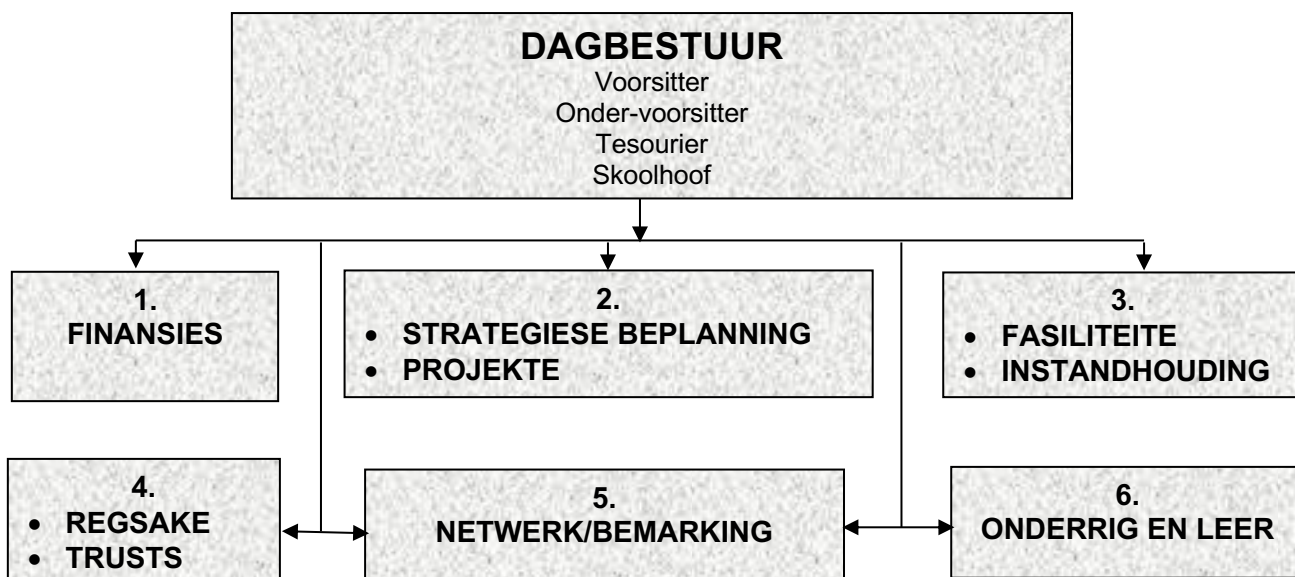 DAGBESTUUR
Voorsitter
Onder-voorsitter
Tesourier
Skoolhoof
1.
FINANSIES
2.
• STRATEGIESE BEPLANNING
• PROJEKTE
3.
• FASILITEITE
• INSTANDHOUDING
4.
• REGSAKE
• TRUSTS
5.
NETWERK/BEMARKING
6.
ONDERRIG EN LEER